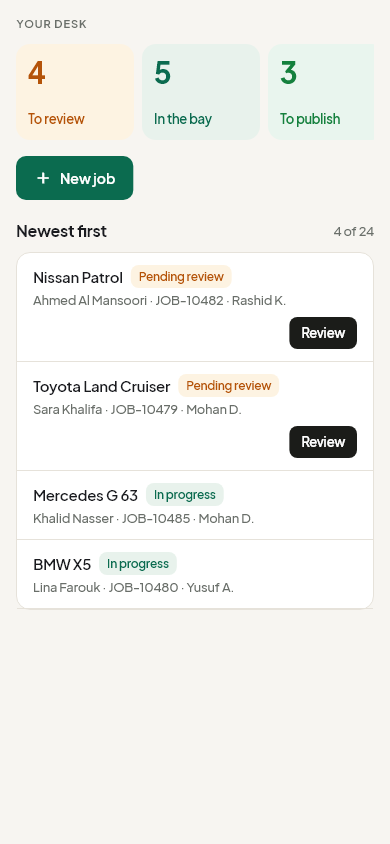 YOUR DESK
4
To review
5
In the bay
3
To publish
+ New job
Newest first
4 of 24
Nissan Patrol
Pending review
Ahmed Al Mansoori · JOB-10482 · Rashid K.
Review
Toyota Land Cruiser
Pending review
Sara Khalifa · JOB-10479 · Mohan D.
Review
Mercedes G 63
In progress
Khalid Nasser · JOB-10485 · Mohan D.
BMW X5
In progress
Lina Farouk · JOB-10480 · Yusuf A.